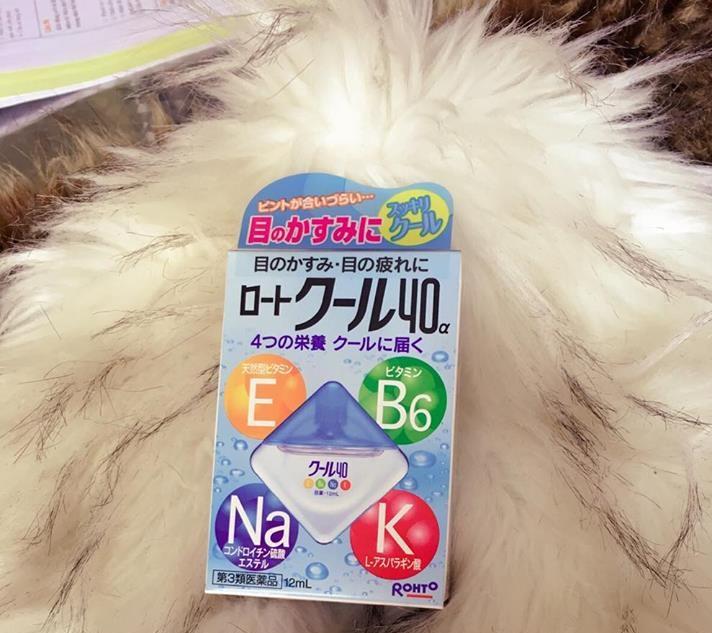 ピントが合いづらい…
目のかすみに
スッキリ
クール
目のかすみ・目の疲れに
ロートクール40α
4つの栄養 クールに届く
天然型ビタミン
E
ビタミン
B6
クール40
E B6 Na K
容量・12mL
Na
コンドロイチン硫酸
エステル
K
L-アスパラギン酸
第3類医薬品 12mL
ROHTO